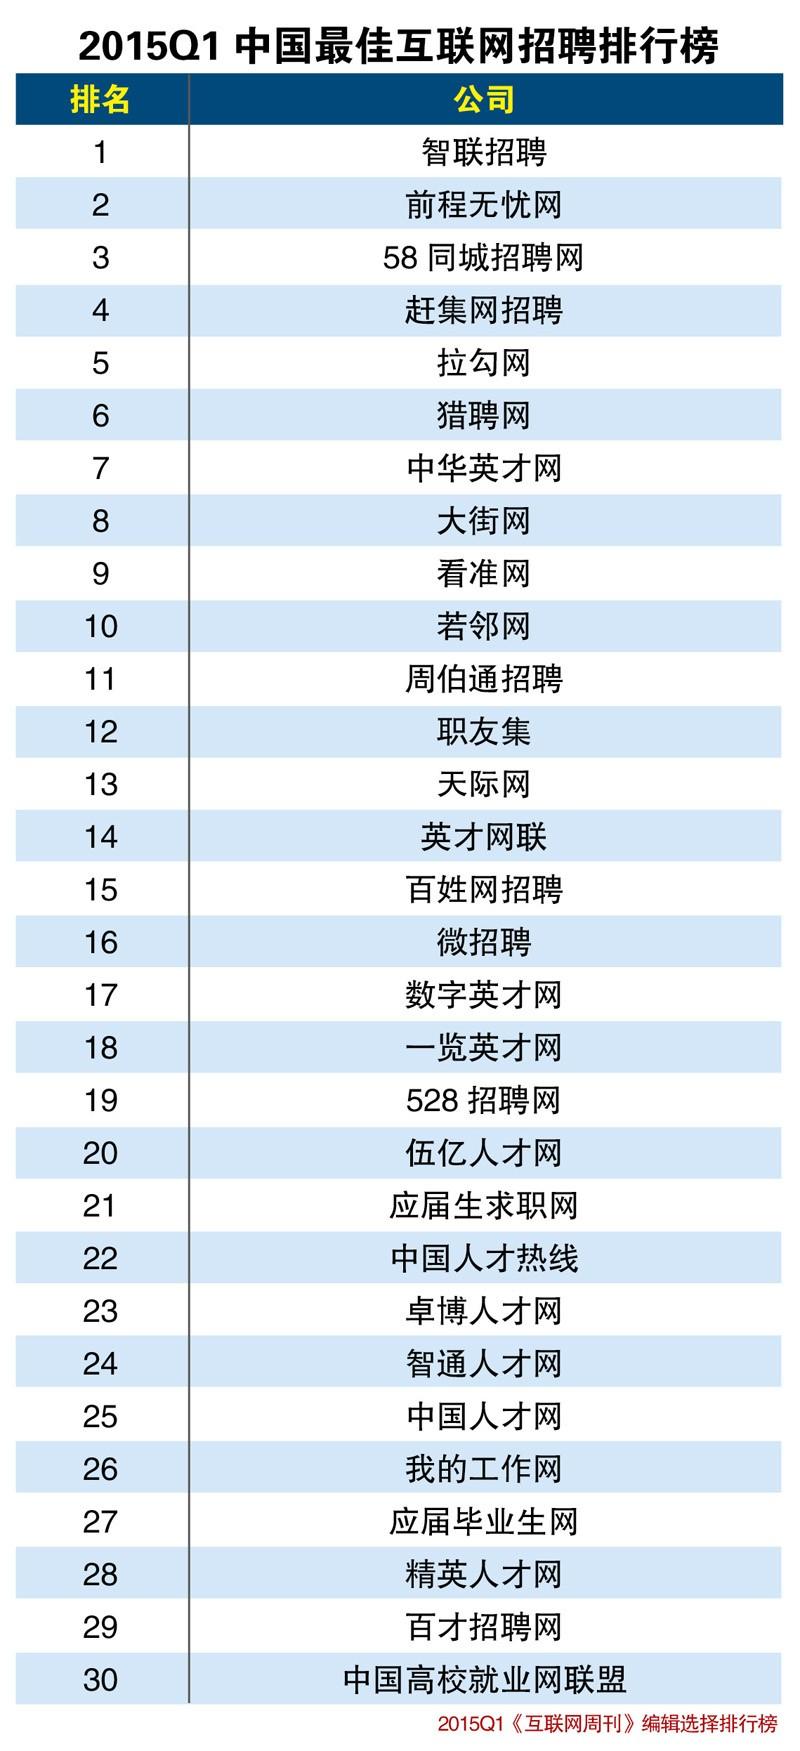 2015Q1 中国最佳互联网招聘排行榜
排名 公司
1 智联招聘
2 前程无忧网
3 58 同城招聘网
4 赶集网招聘
5 拉勾网
6 猎聘网
7 中华英才网
8 大街网
9 看准网
10 若邻网
11 周伯通招聘
12 职友集
13 天际网
14 英才网联
15 百姓网招聘
16 微招聘
17 数字英才网
18 一览英才网
19 528 招聘网
20 伍亿人才网
21 应届生求职网
22 中国人才热线
23 卓博人才网
24 智通人才网
25 中国人才网
26 我的工作网
27 应届毕业生网
28 精英人才网
29 百才招聘网
30 中国高校就业网联盟
2015Q1《互联网周刊》编辑选择排行榜